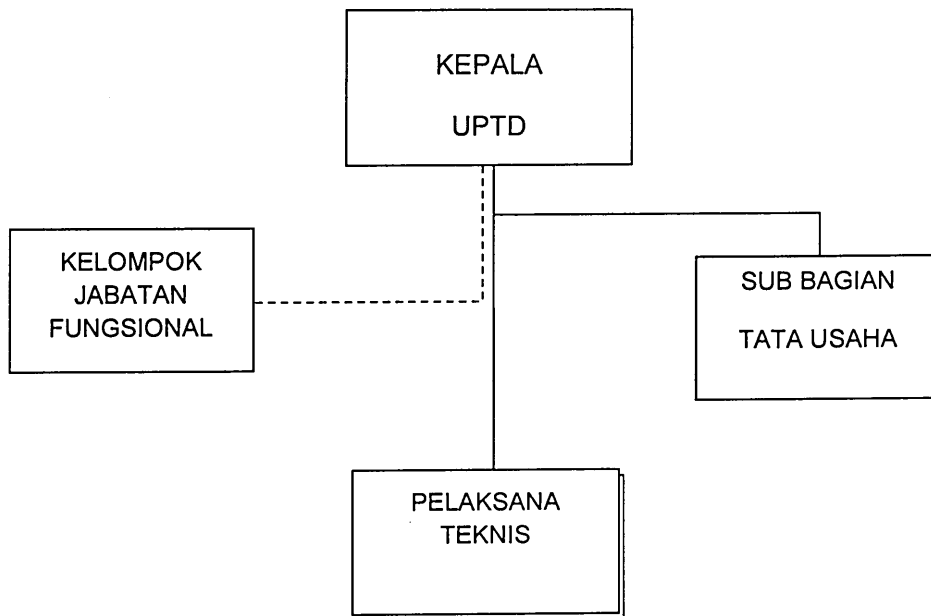 KEPALA
UPTD
KELOMPOK
JABATAN
FUNGSIONAL
SUB BAGIAN
TATA USAHA
PELAKSANA
TEKNIS